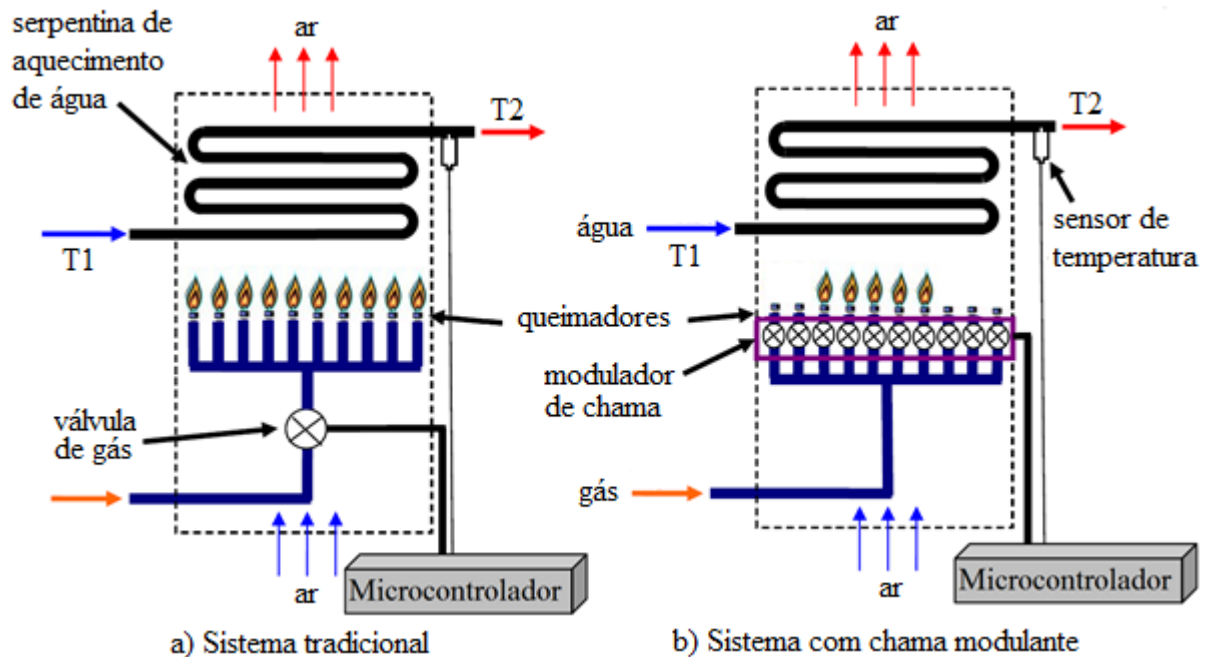 serpentina de
aquecimento
de água
ar
T2
T1
válvula
de gás
ar
Microcontrolador
a) Sistema tradicional
ar
T2
água
T1
sensor de
temperatura
queimadores
modulador
de chama
gás
ar
Microcontrolador
b) Sistema com chama modulante